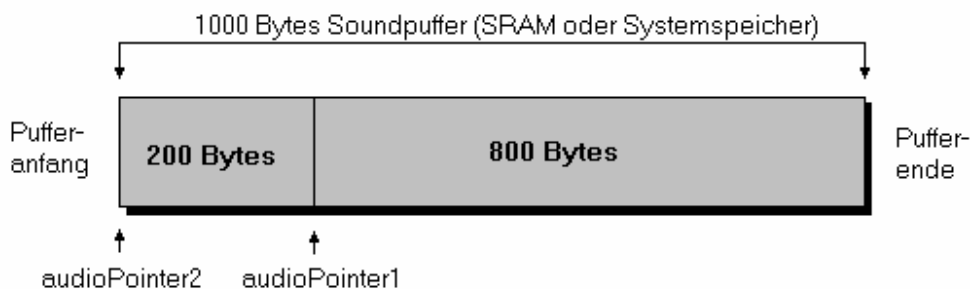 1000 Bytes Soundpuffer (SRAM oder Systemspeicher)
Puffer-
anfang
200 Bytes
800 Bytes
Puffer-
ende
audioPointer2
audioPointer1